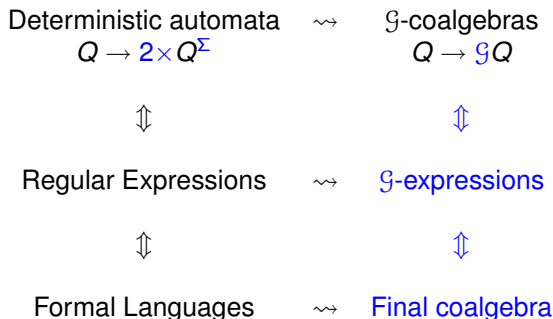 Deterministic automata ⇝ 𝒢-coalgebras
Q → 2×Q^Σ Q → 𝒢Q
⇕ ⇕
Regular Expressions ⇝ 𝒢-expressions
⇕ ⇕
Formal Languages ⇝ Final coalgebra